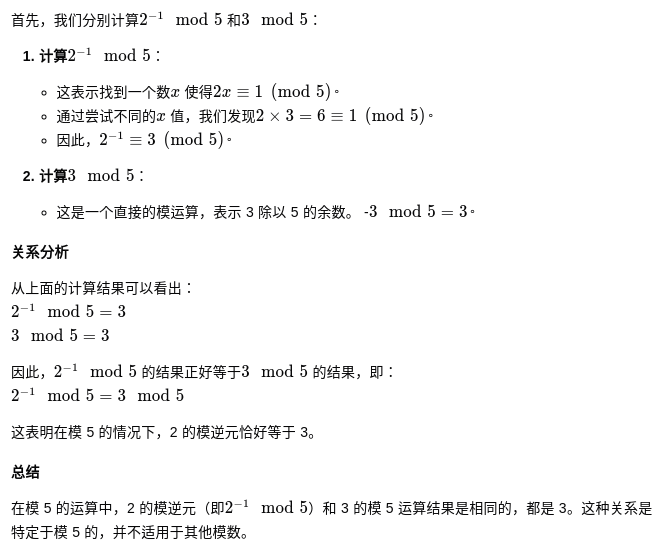 首先，我们分别计算2⁻¹ mod 5 和3 mod 5：
1. 计算2⁻¹ mod 5：
◦ 这表示找到一个数x 使得2x ≡ 1 (mod 5)。
◦ 通过尝试不同的x 值，我们发现2 × 3 = 6 ≡ 1 (mod 5)。
◦ 因此，2⁻¹ ≡ 3 (mod 5)。
2. 计算3 mod 5：
◦ 这是一个直接的模运算，表示 3 除以 5 的余数。 -3 mod 5 = 3。
关系分析
从上面的计算结果可以看出：
2⁻¹ mod 5 = 3
3 mod 5 = 3
因此，2⁻¹ mod 5 的结果正好等于3 mod 5 的结果，即：
2⁻¹ mod 5 = 3 mod 5
这表明在模 5 的情况下，2 的模逆元恰好等于 3。
总结
在模 5 的运算中，2 的模逆元（即2⁻¹ mod 5）和 3 的模 5 运算结果是相同的，都是 3。这种关系是
特定于模 5 的，并不适用于其他模数。